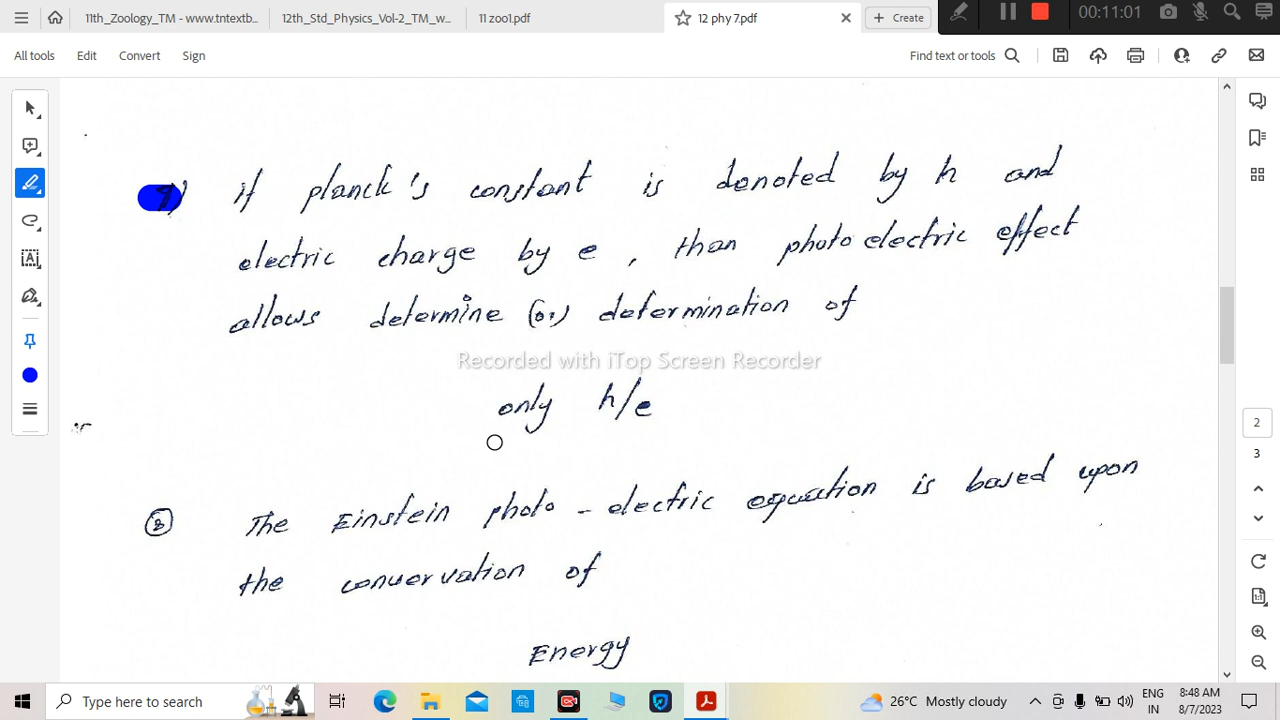 11th_Zoology_TM - www.tntextb...
12th_Std_Physics_Vol-2_TM_w...
11 zoo1.pdf
12 phy 7.pdf
Create
00:11:01
All tools
Edit
Convert
Sign
Find text or tools
If planck's constant is donoted by h and
electric charge by e, than photo electric effect
allows determine (or) determination of
Recorded with iTop Screen Recorder
only h/e
8 The Einstein photo - electric equation is based upon
the conservation of
Energy
2
3
Type here to search
26°C Mostly cloudy
ENG
IN
8:48 AM
8/7/2023